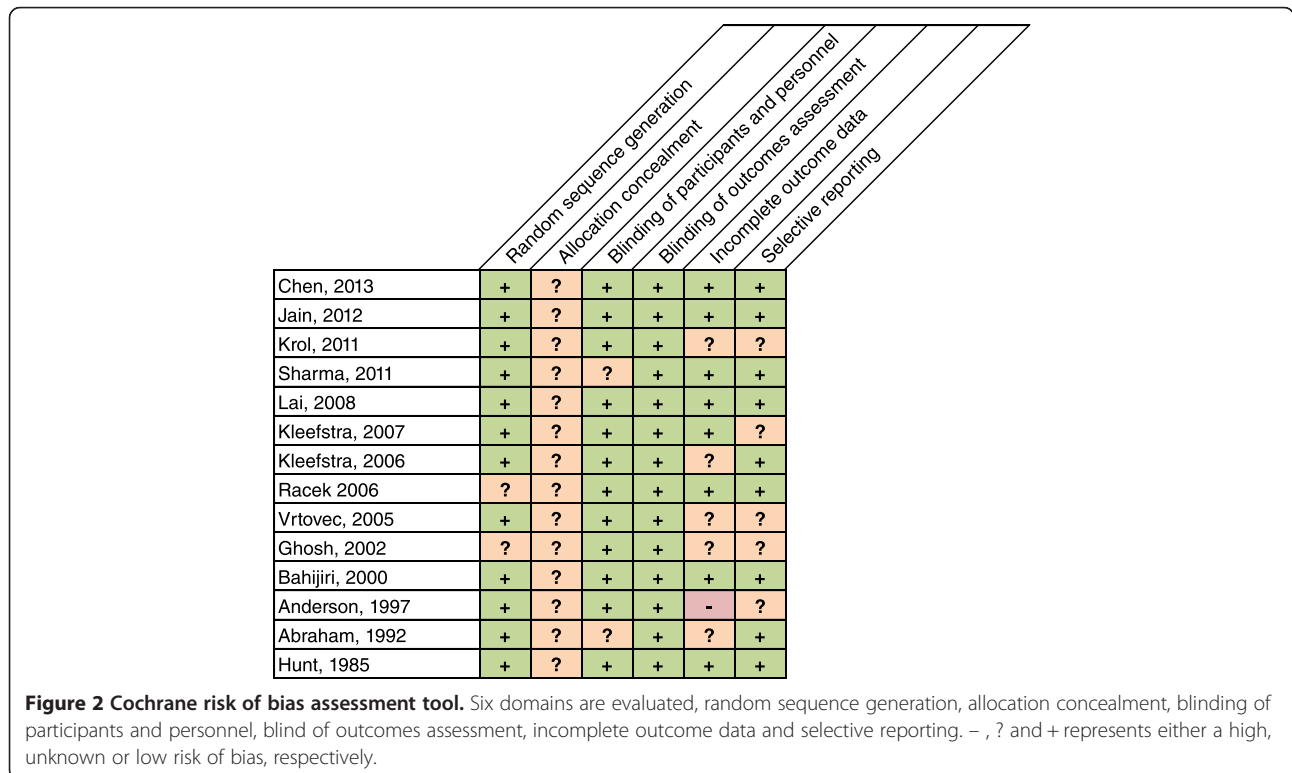 Random sequence generation
Allocation concealment
Blinding of participants and personnel
Blinding of outcomes assessment
Incomplete outcome data
Selective reporting
Chen, 2013 + ? + + + +
Jain, 2012 + ? + + + +
Krol, 2011 + ? + + ? ?
Sharma, 2011 + ? ? + + +
Lai, 2008 + ? + + + +
Kleefstra, 2007 + ? + + + ?
Kleefstra, 2006 + ? + + ? +
Racek 2006 ? ? + + + +
Vrtovec, 2005 + ? + + ? ?
Ghosh, 2002 ? ? + + ? ?
Bahijiri, 2000 + ? + + + +
Anderson, 1997 + ? + + - ?
Abraham, 1992 + ? ? + ? +
Hunt, 1985 + ? + + + +
Figure 2 Cochrane risk of bias assessment tool. Six domains are evaluated, random sequence generation, allocation concealment, blinding of
participants and personnel, blind of outcomes assessment, incomplete outcome data and selective reporting. – , ? and + represents either a high,
unknown or low risk of bias, respectively.